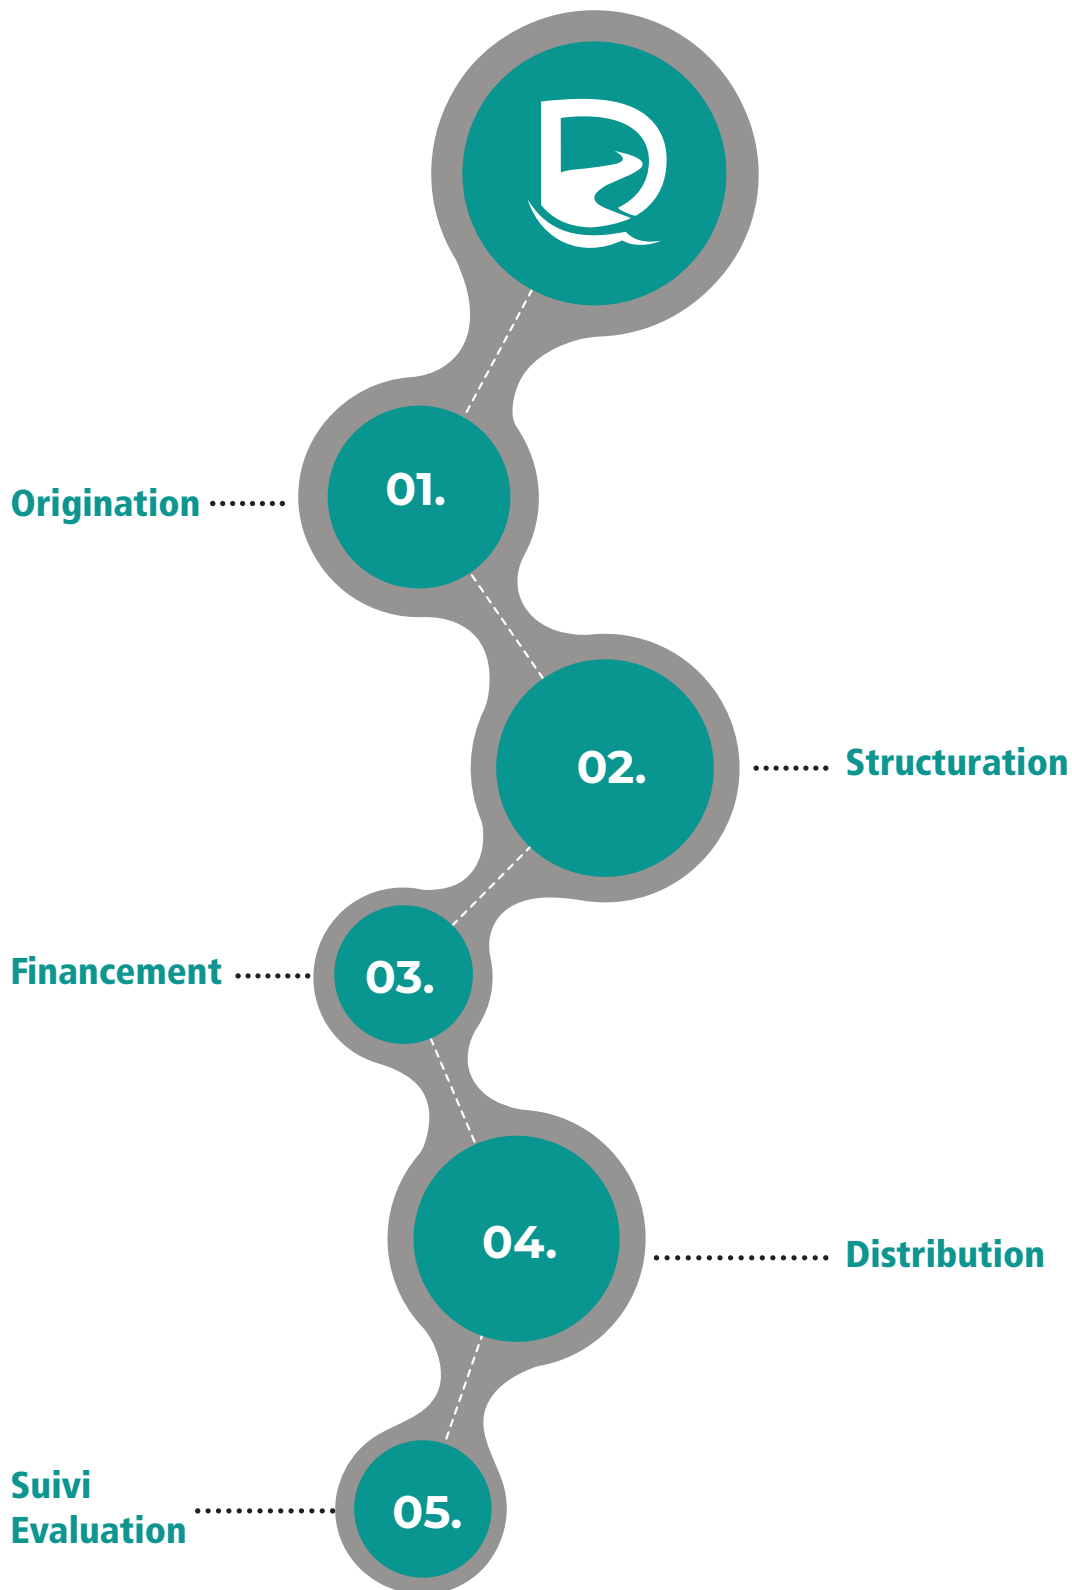 01.
Origination
02.
Structuration
03.
Financement
04.
Distribution
05.
Suivi
Evaluation